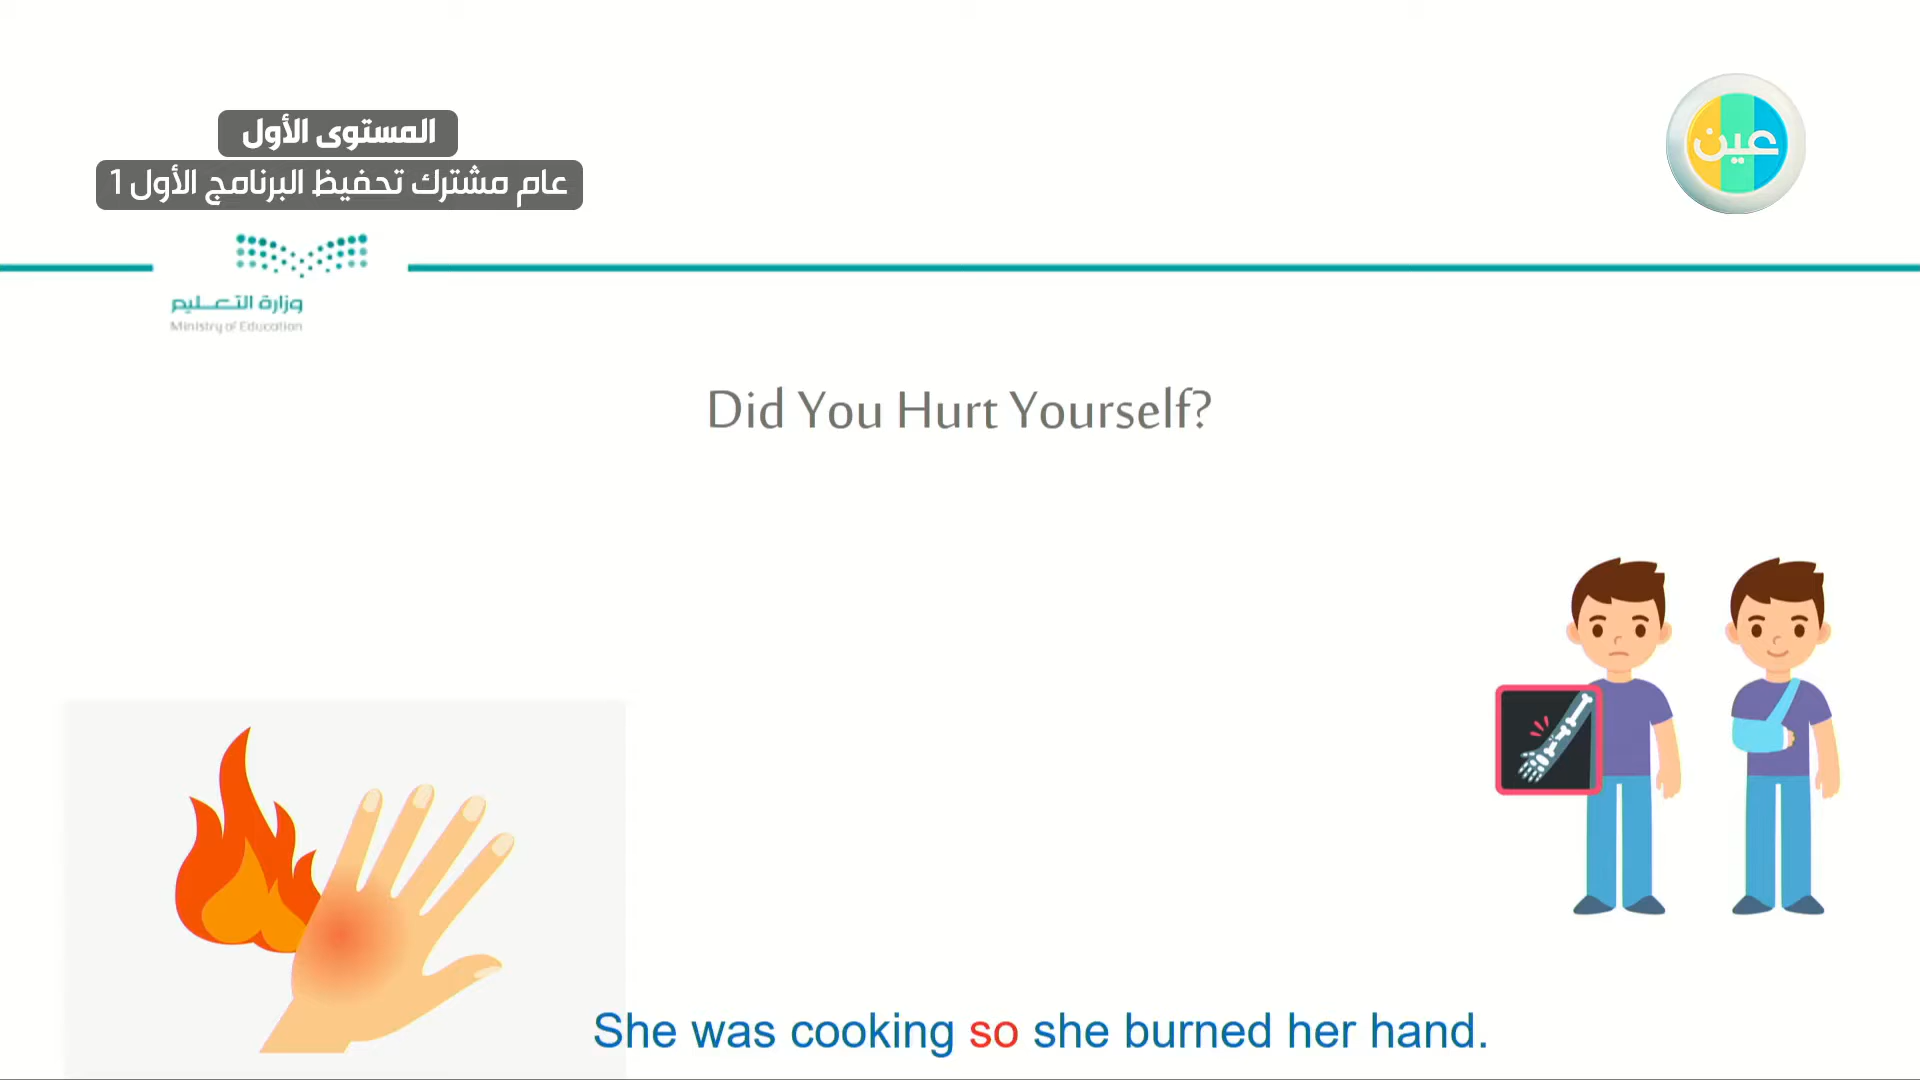 المستوى الأول
عام مشترك تحفيظ البرنامج الأول 1
عين
وزارة التعليم
Ministry of Education
Did You Hurt Yourself?
She was cooking so she burned her hand.